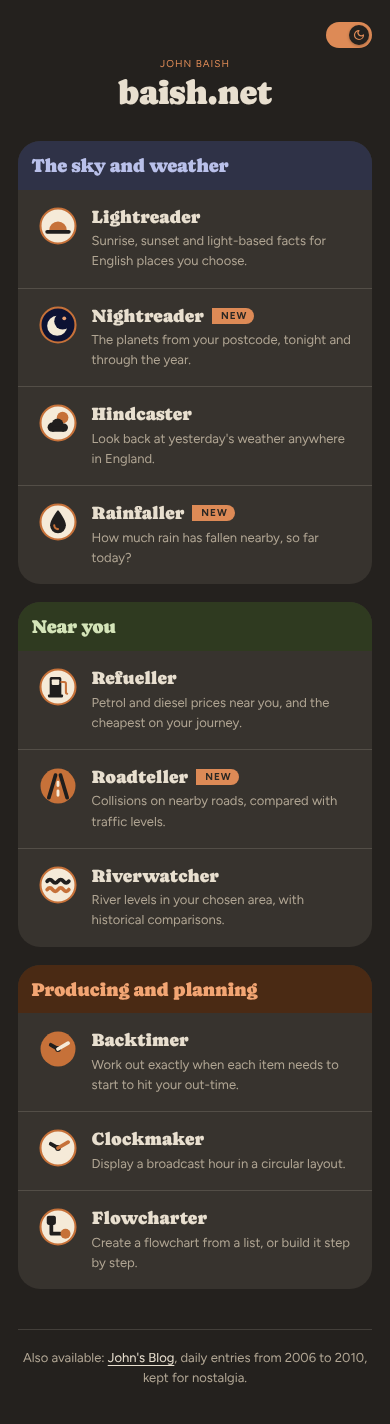 JOHN BAISH
baish.net
The sky and weather
Lightreader
Sunrise, sunset and light-based facts for
English places you choose.
Nightreader NEW
The planets from your postcode, tonight and
through the year.
Hindcaster
Look back at yesterday's weather anywhere
in England.
Rainfaller NEW
How much rain has fallen nearby, so far
today?
Near you
Refueller
Petrol and diesel prices near you, and the
cheapest on your journey.
Roadteller NEW
Collisions on nearby roads, compared with
traffic levels.
Riverwatcher
River levels in your chosen area, with
historical comparisons.
Producing and planning
Backtimer
Work out exactly when each item needs to
start to hit your out-time.
Clockmaker
Display a broadcast hour in a circular layout.
Flowcharter
Create a flowchart from a list, or build it step
by step.
Also available: John's Blog, daily entries from 2006 to 2010,
kept for nostalgia.